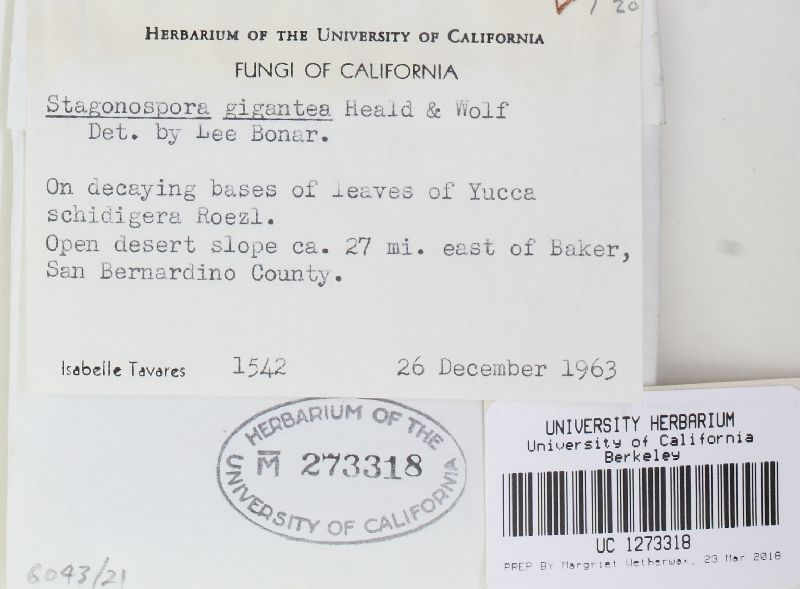 / 20
HERBARIUM OF THE UNIVERSITY OF CALIFORNIA
FUNGI OF CALIFORNIA
Stagonospora gigantea Heald & Wolf
Det. by Lee Bonar.
On decaying bases of leaves of Yucca
schidigera Roezl.
Open desert slope ca. 27 mi. east of Baker,
San Bernardino County.
Isabelle Tavares 1542 26 December 1963
HERBARIUM OF THE
M 273318
UNIVERSITY OF CALIFORNIA
UNIVERSITY HERBARIUM
University of California
Berkeley
UC 1273318
PREP BY Margriet Wetherwax, 23 Mar 2018
6043/21